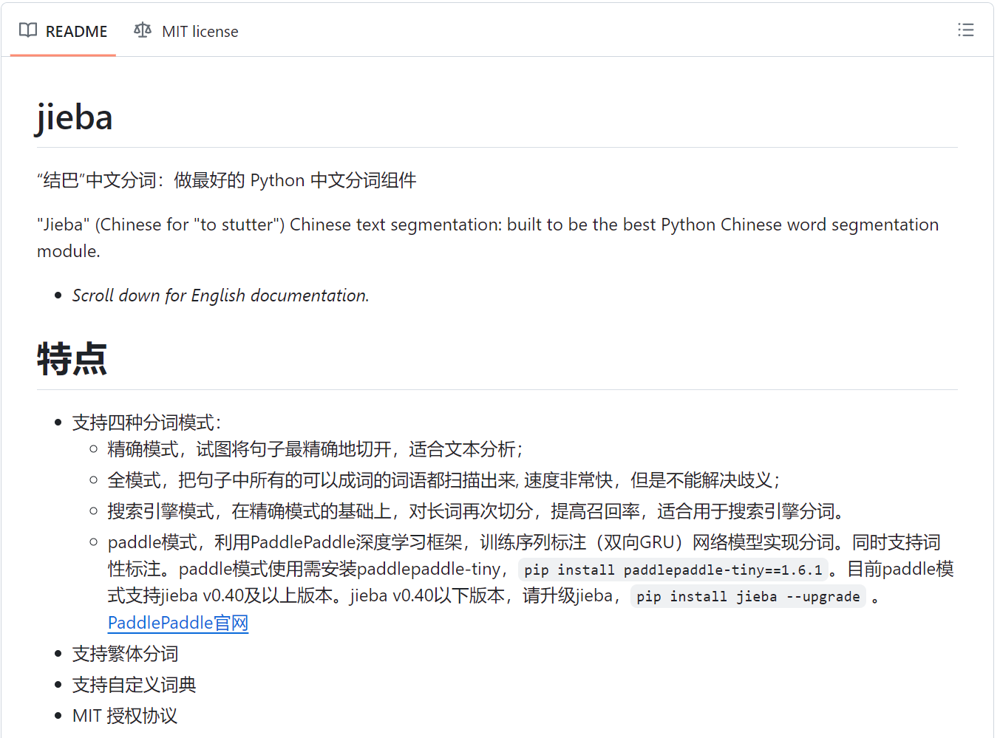 README
MIT license
jieba
“结巴”中文分词：做最好的 Python 中文分词组件
"Jieba" (Chinese for "to stutter") Chinese text segmentation: built to be the best Python Chinese word segmentation
module.
Scroll down for English documentation.
特点
支持四种分词模式：
精确模式，试图将句子最精确地切开，适合文本分析；
全模式，把句子中所有的可以成词的词语都扫描出来, 速度非常快，但是不能解决歧义；
搜索引擎模式，在精确模式的基础上，对长词再次切分，提高召回率，适合用于搜索引擎分词。
paddle模式，利用PaddlePaddle深度学习框架，训练序列标注（双向GRU）网络模型实现分词。同时支持词
性标注。paddle模式使用需安装paddlepaddle-tiny，pip install paddlepaddle-tiny==1.6.1。目前paddle模
式支持jieba v0.40及以上版本。jieba v0.40以下版本，请升级jieba，pip install jieba --upgrade 。
PaddlePaddle官网
支持繁体分词
支持自定义词典
MIT 授权协议